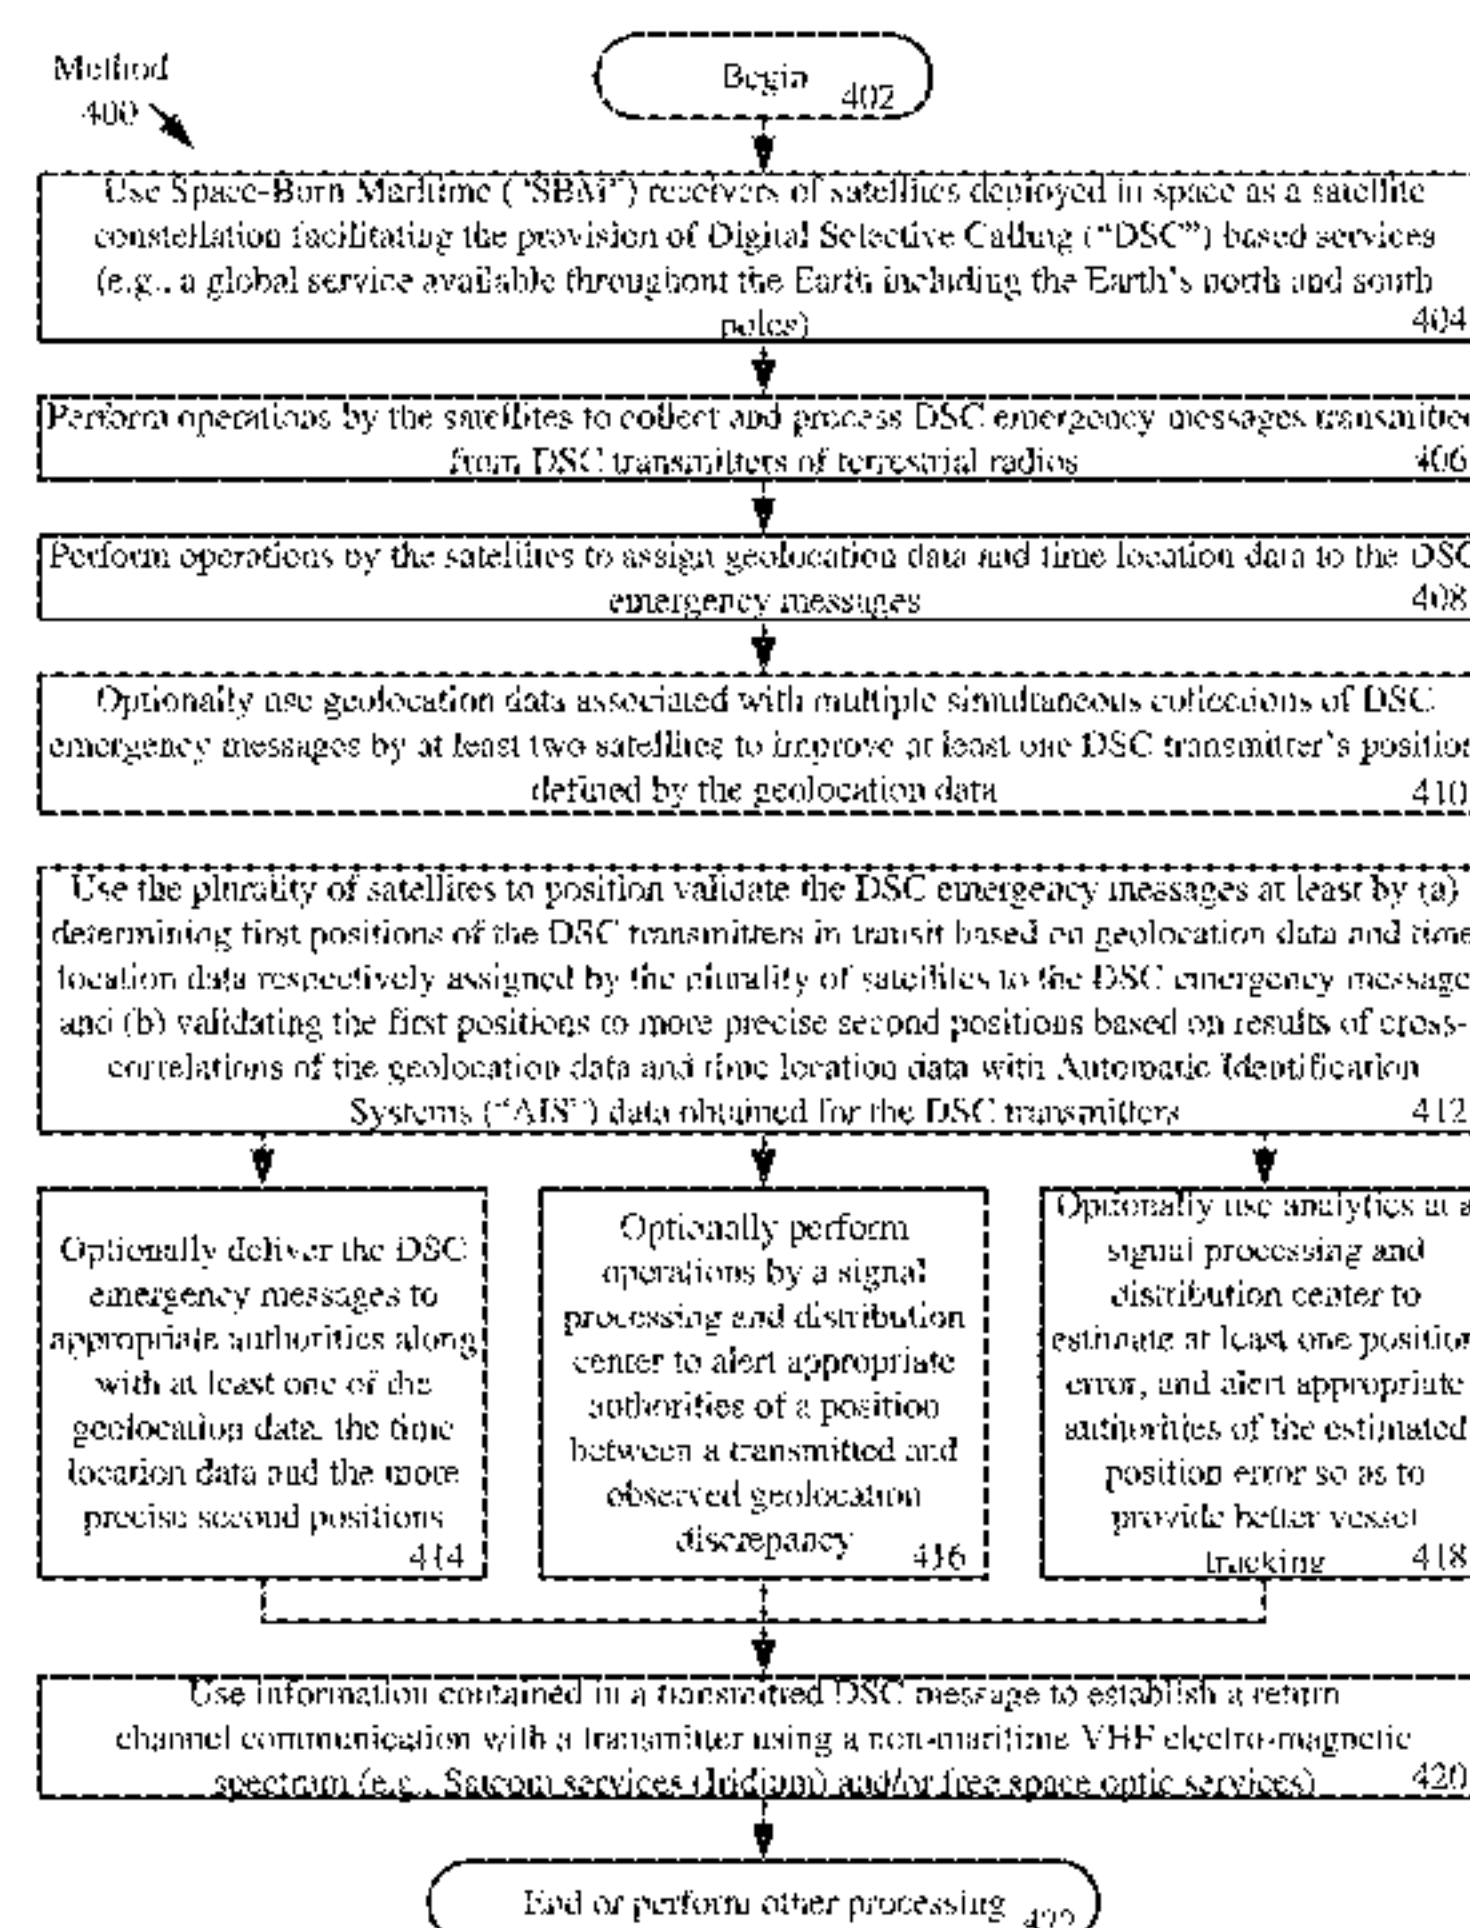 Method
400
Begin
402
Use Space-Born Maritime ("SBM") receivers of satellites deployed in space as a satellite
constellation facilitating the provision of Digital Selective Calling ("DSC") based services
(e.g., a global service available throughout the Earth including the Earth's north and south
poles)
404
Perform operations by the satellites to collect and process DSC emergency messages transmitted
from DSC transmitters of terrestrial radios
406
Perform operations by the satellites to assign geolocation data and time location data to the DSC
emergency messages
408
Optionally use geolocation data associated with multiple simultaneous collections of DSC
emergency messages by at least two satellites to improve at least one DSC transmitter's position
defined by the geolocation data
410
Use the plurality of satellites to position validate the DSC emergency messages at least by (a)
determining first positions of the DSC transmitters in transit based on geolocation data and time
location data respectively assigned by the plurality of satellites to the DSC emergency message
and (b) validating the first positions to more precise second positions based on results of cross-
correlations of the geolocation data and time location data with Automatic Identification
Systems ("AIS") data obtained for the DSC transmitters
412
Optionally deliver the DSC
emergency messages to
appropriate authorities along
with at least one of the
geolocation data, the time
location data and the more
precise second positions
414
Optionally perform
operations by a signal
processing and distribution
center to alert appropriate
authorities of a position
between a transmitted and
observed geolocation
discrepancy
416
Optionally use analytics at a
signal processing and
distribution center to
estimate at least one position
error, and alert appropriate
authorities of the estimated
position error so as to
provide better vessel
tracking
418
Use information contained in a transmitted DSC message to establish a return
channel communication with a transmitter using a non-maritime VHF electro-magnetic
spectrum (e.g., Satcom services (Iridium) and/or free space optic services)
420
End or perform other processing
422